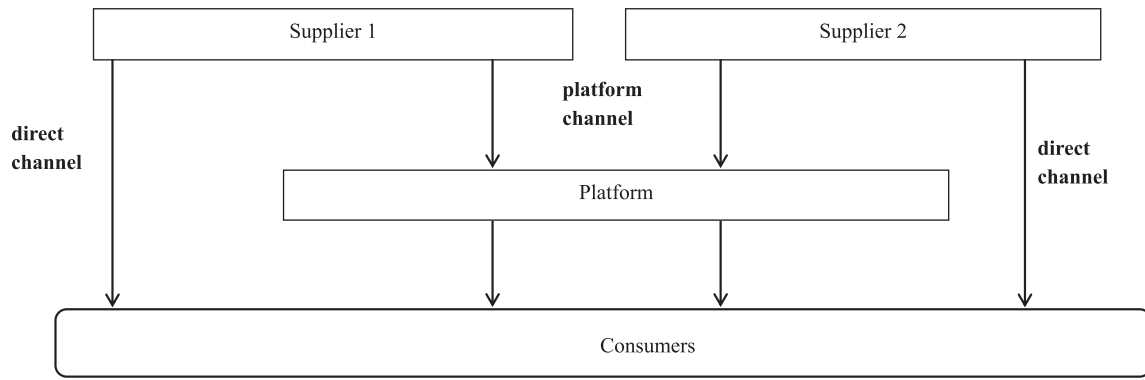 Supplier 1
Supplier 2
platform
channel
direct
channel
direct
channel
Platform
Consumers